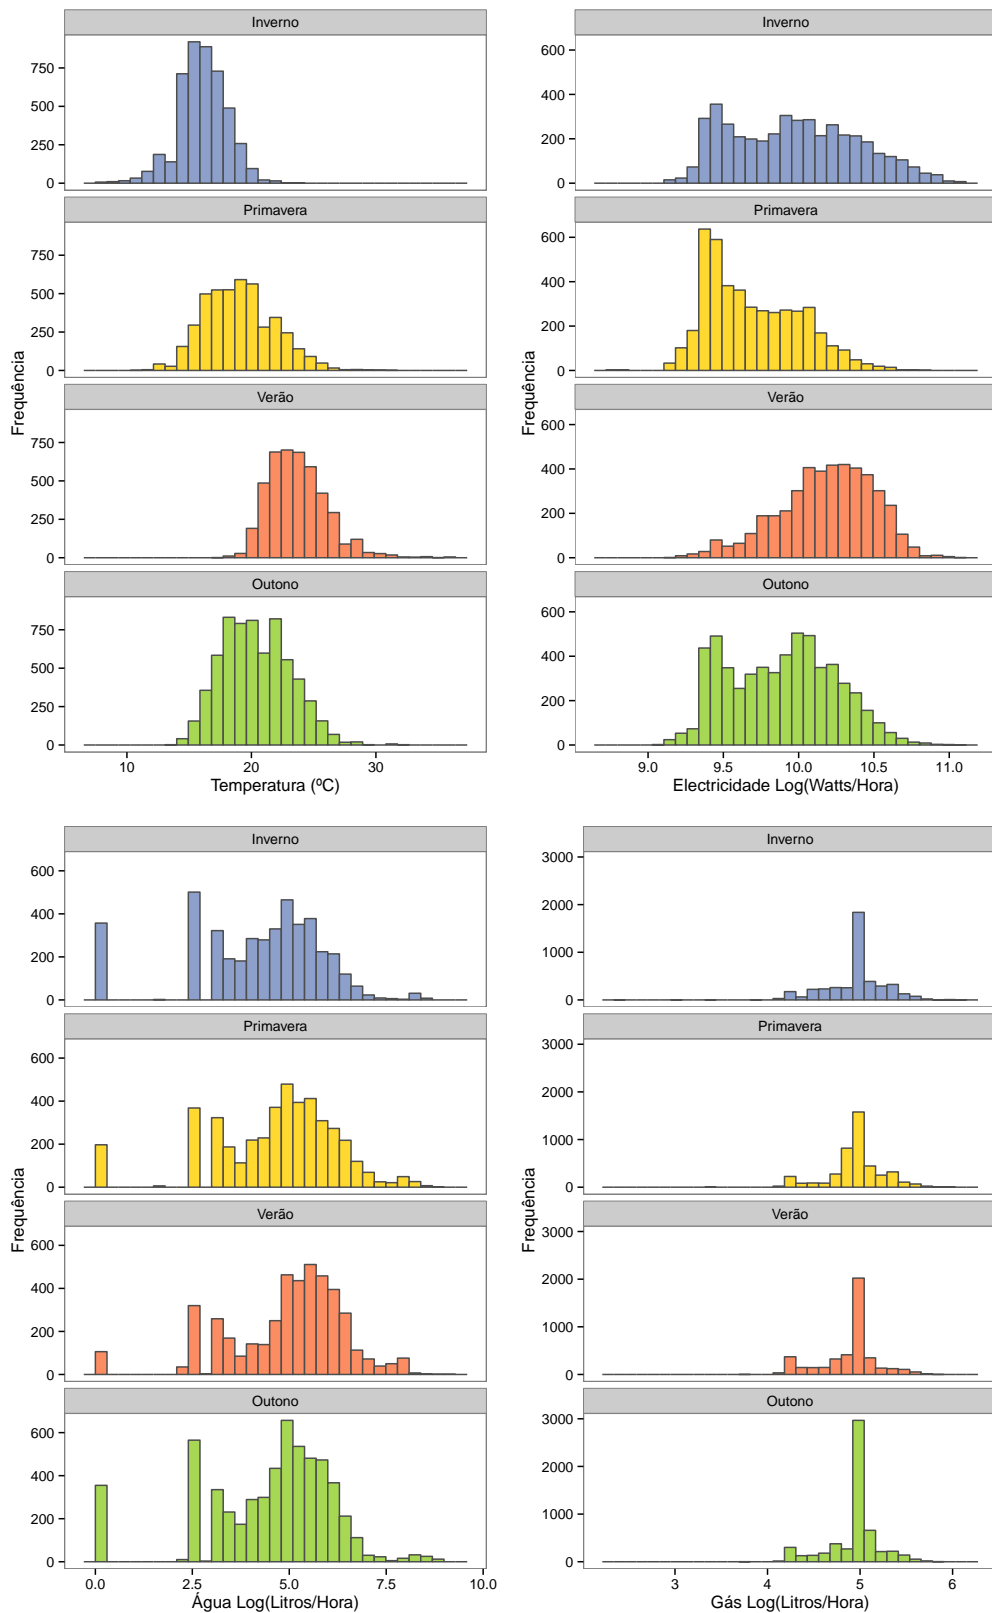 Inverno
750
500
250
0
Primavera
750
500
250
0
Verão
750
500
250
0
Outono
750
500
250
0
10 20 30
Temperatura (ºC)
Frequência
Inverno
600
400
200
0
Primavera
600
400
200
0
Verão
600
400
200
0
Outono
600
400
200
0
9.0 9.5 10.0 10.5 11.0
Electricidade Log(Watts/Hora)
Frequência
Inverno
600
400
200
0
Primavera
600
400
200
0
Verão
600
400
200
0
Outono
600
400
200
0
0.0 2.5 5.0 7.5 10.0
Água Log(Litros/Hora)
Frequência
Inverno
3000
2000
1000
0
Primavera
3000
2000
1000
0
Verão
3000
2000
1000
0
Outono
3000
2000
1000
0
3 4 5 6
Gás Log(Litros/Hora)
Frequência